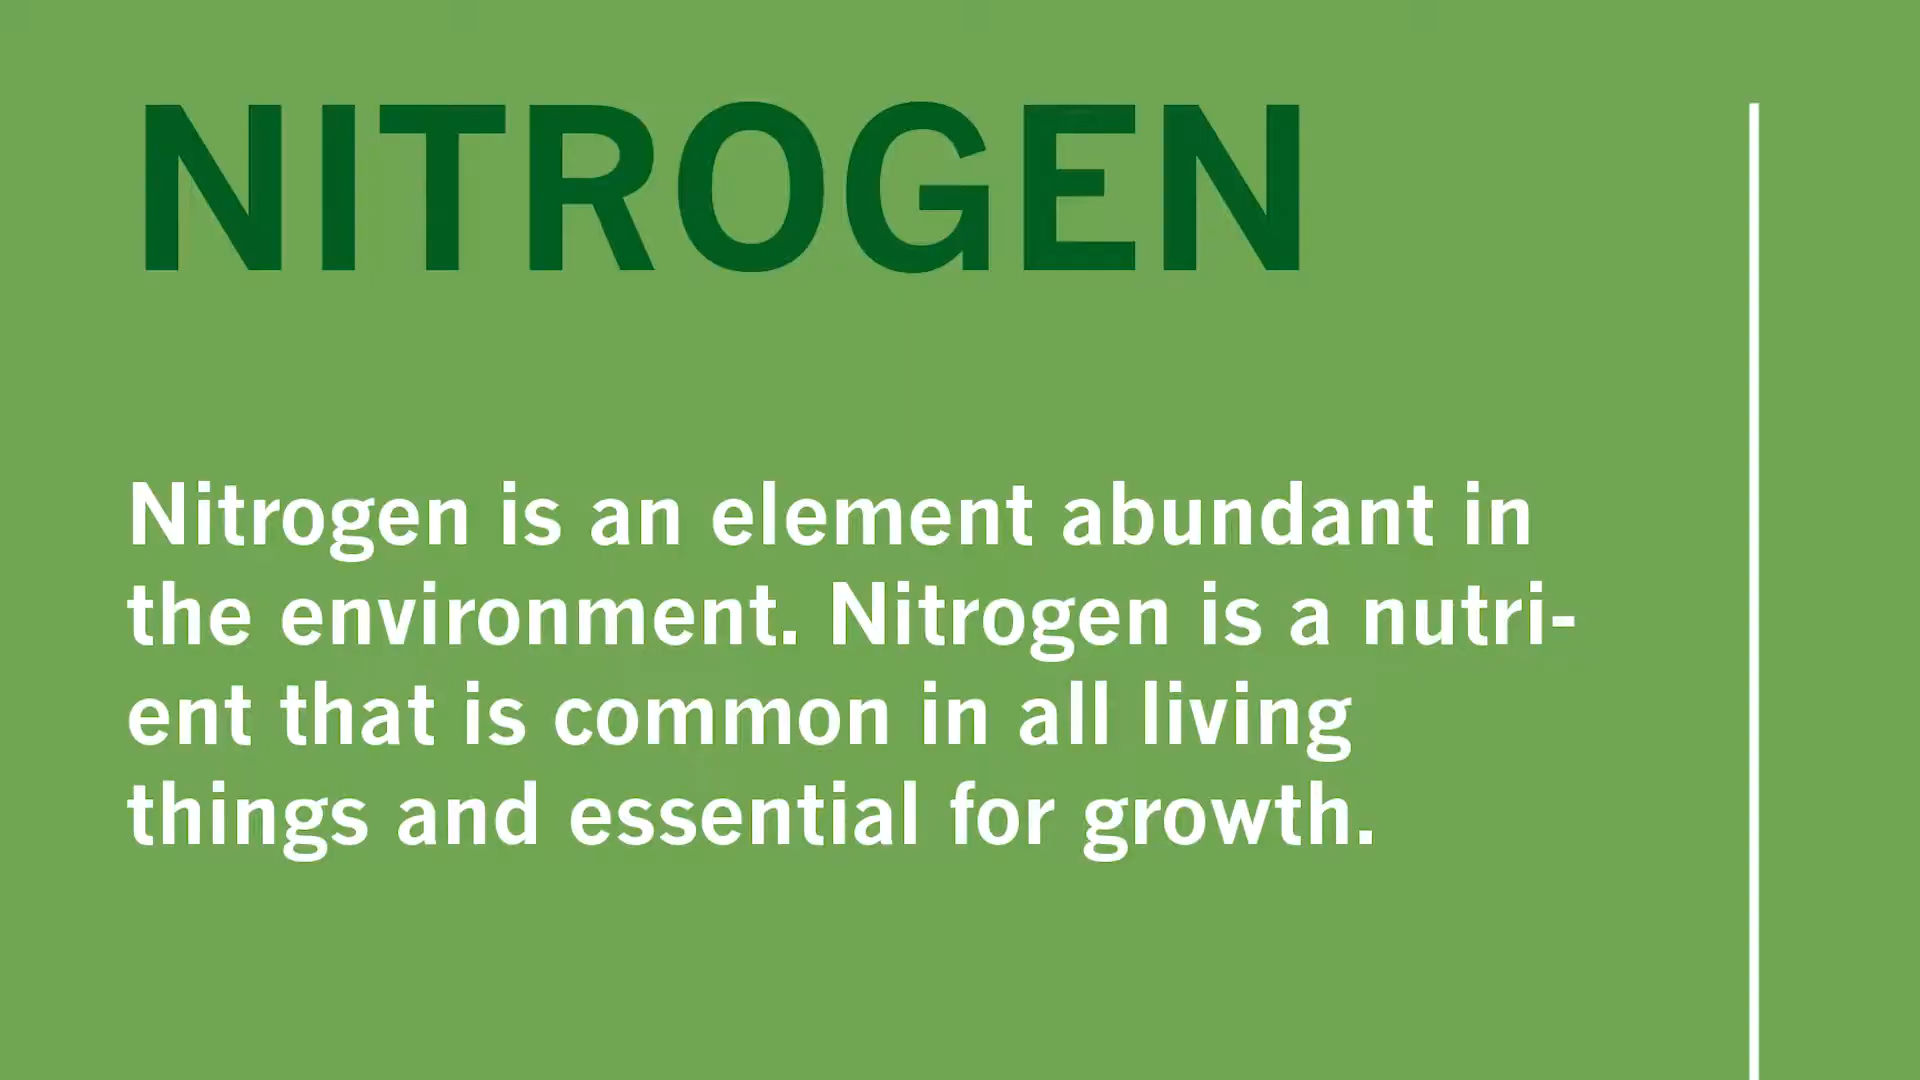 NITROGEN
Nitrogen is an element abundant in
the environment. Nitrogen is a nutri-
ent that is common in all living
things and essential for growth.